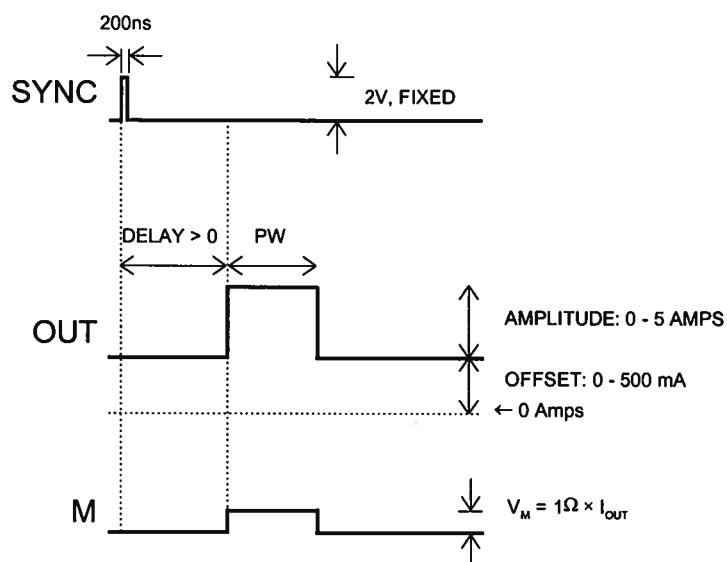 200ns
SYNC
2V, FIXED
DELAY > 0
PW
OUT
AMPLITUDE: 0 - 5 AMPS
OFFSET: 0 - 500 mA
← 0 Amps
M
V_M = 1Ω × I_OUT